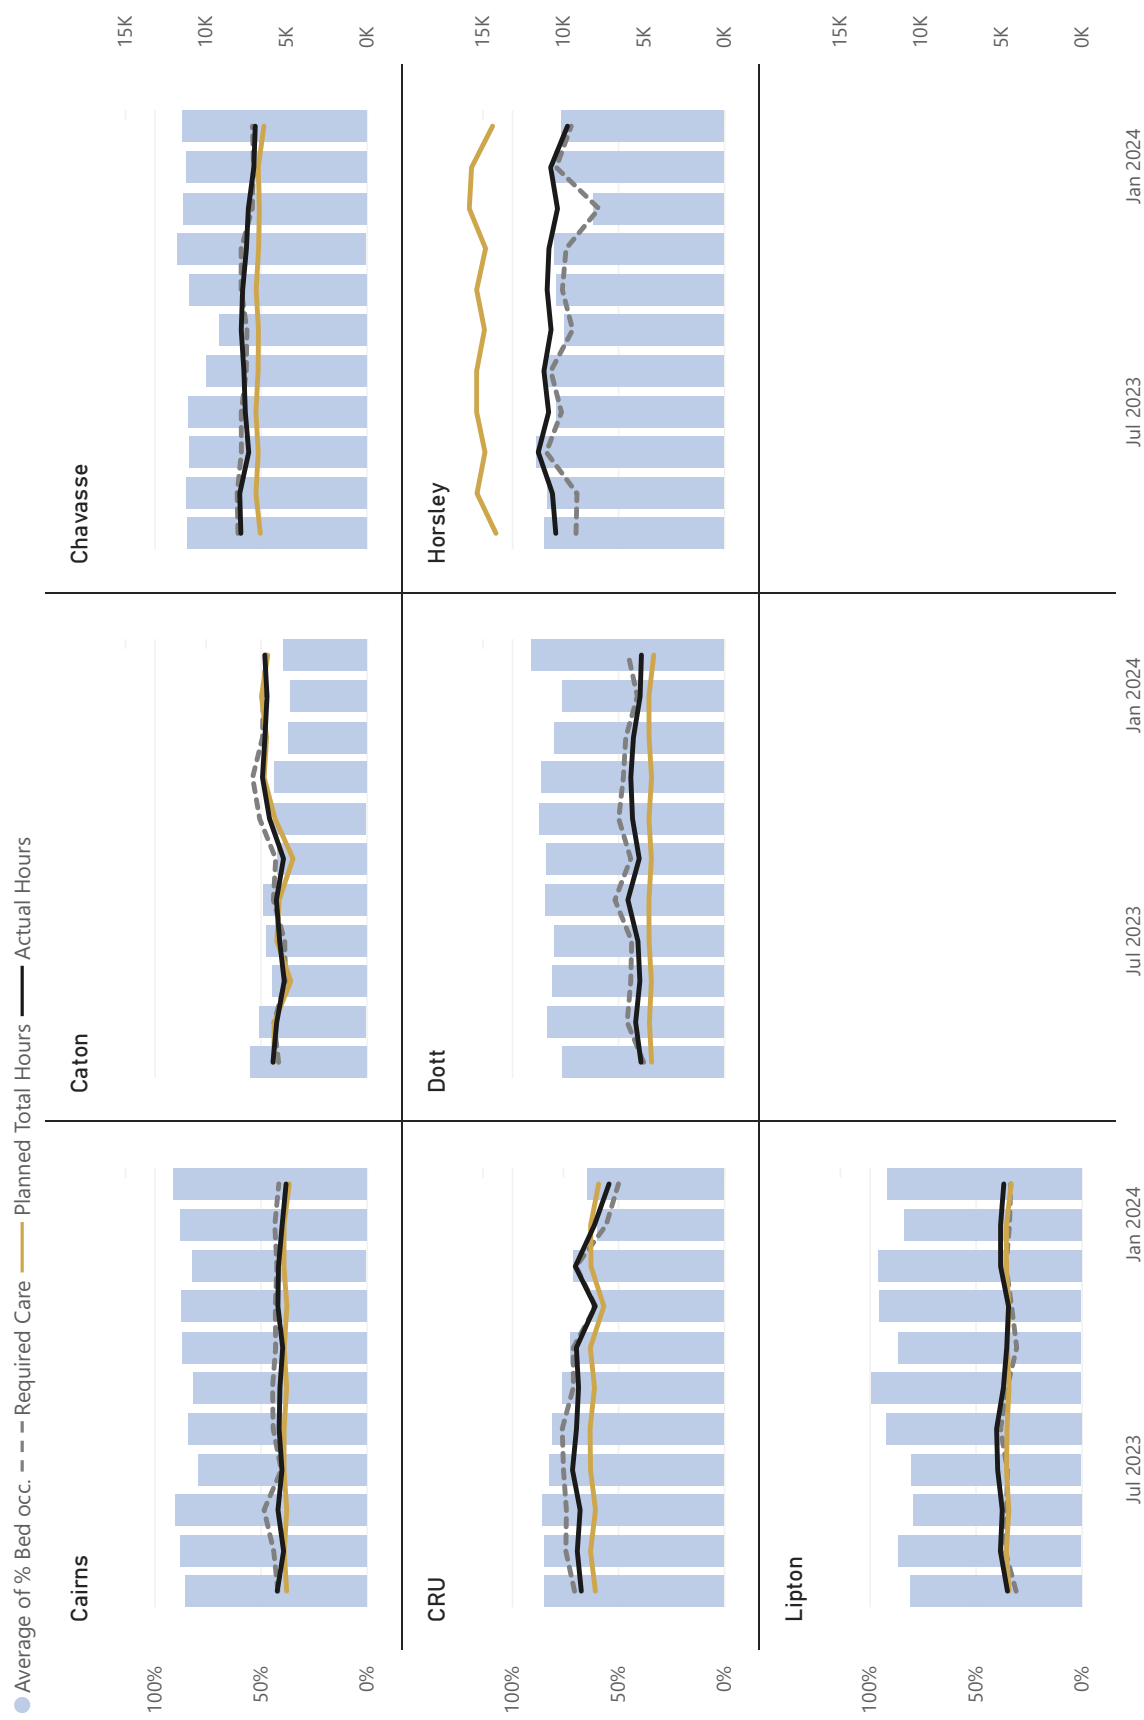 Average of % Bed occ. Required Care Planned Total Hours Actual Hours
Cairns
Caton
Chavasse
100%
50%
0%
15K
10K
5K
0K
CRU
Dott
Horsley
100%
50%
0%
15K
10K
5K
0K
Lipton
100%
50%
0%
15K
10K
5K
0K
Jul 2023
Jan 2024
Jul 2023
Jan 2024
Jul 2023
Jan 2024